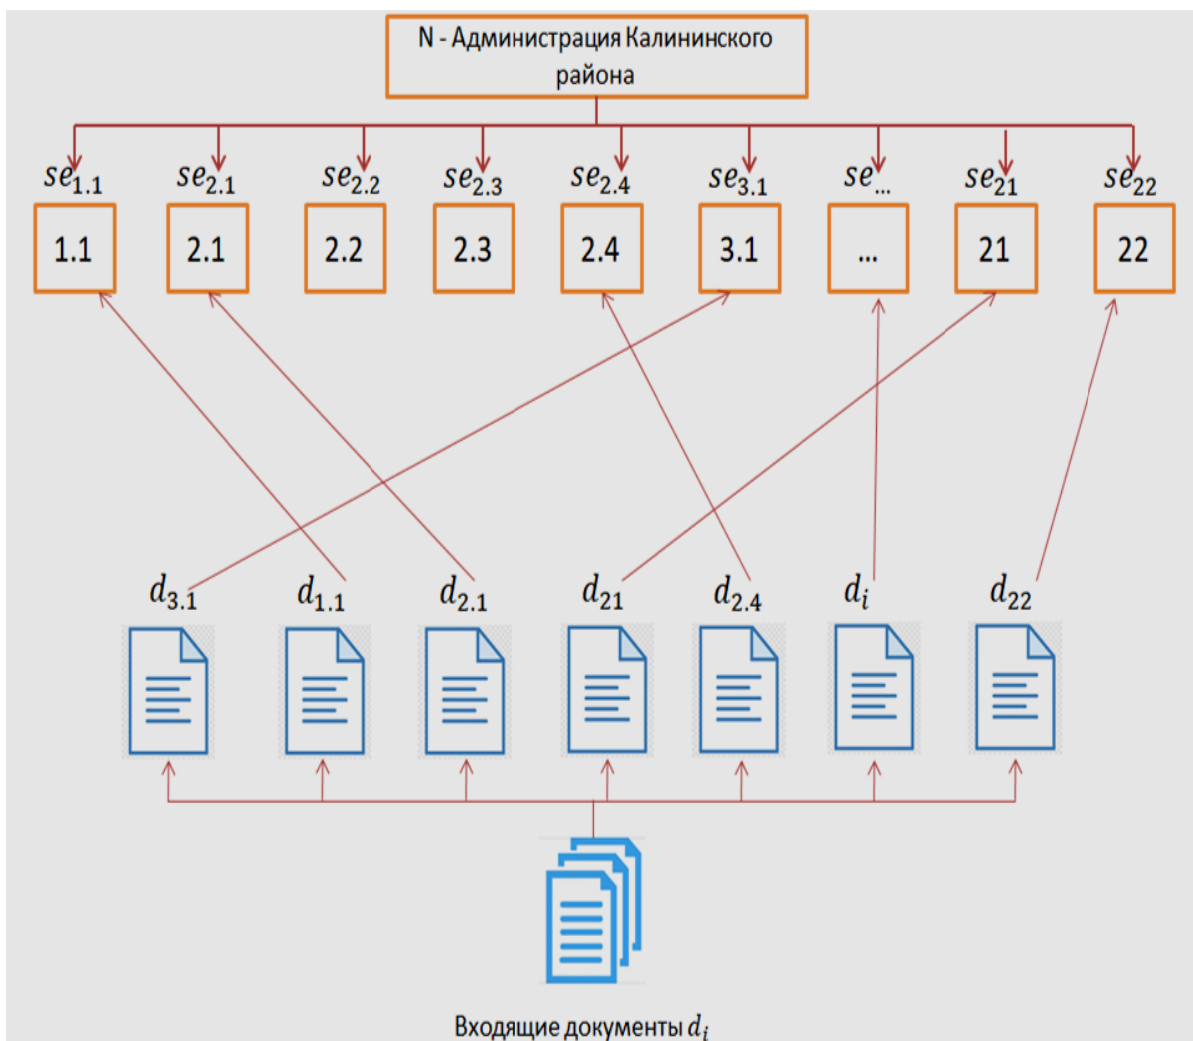 N - Администрация Калининского
района
se1.1 se2.1 se2.2 se2.3 se2.4 se3.1 se... se21 se22
1.1 2.1 2.2 2.3 2.4 3.1 ... 21 22
d3.1 d1.1 d2.1 d21 d2.4 di d22
Входящие документы di